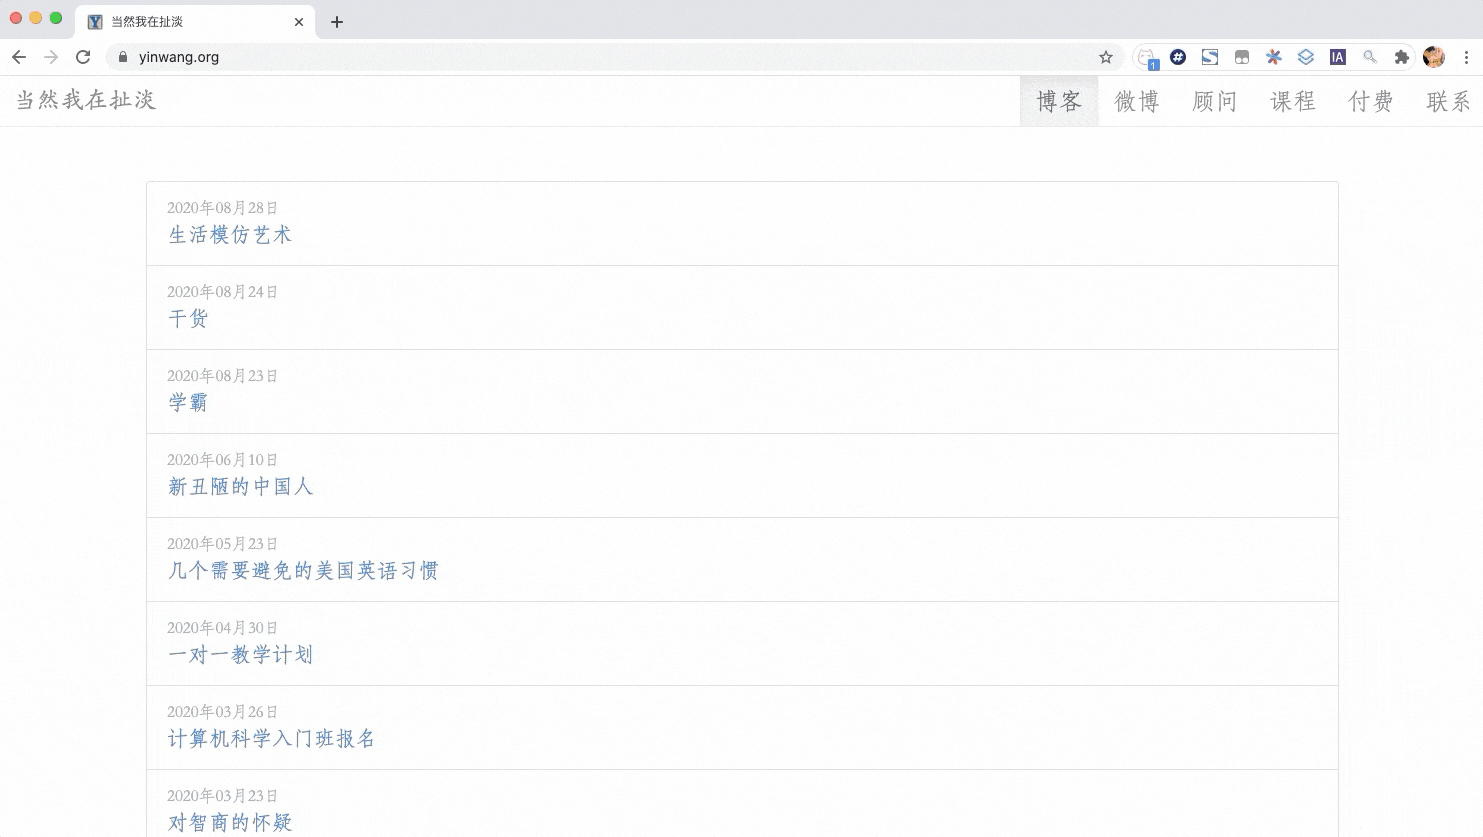 当然我在扯淡
yinwang.org
1
IA
当然我在扯淡
博客 微博 顾问 课程 付费 联系
2020年08月28日
生活模仿艺术
2020年08月24日
干货
2020年08月23日
学霸
2020年06月10日
新丑陋的中国人
2020年05月23日
几个需要避免的美国英语习惯
2020年04月30日
一对一教学计划
2020年03月26日
计算机科学入门班报名
2020年03月23日
对智商的怀疑